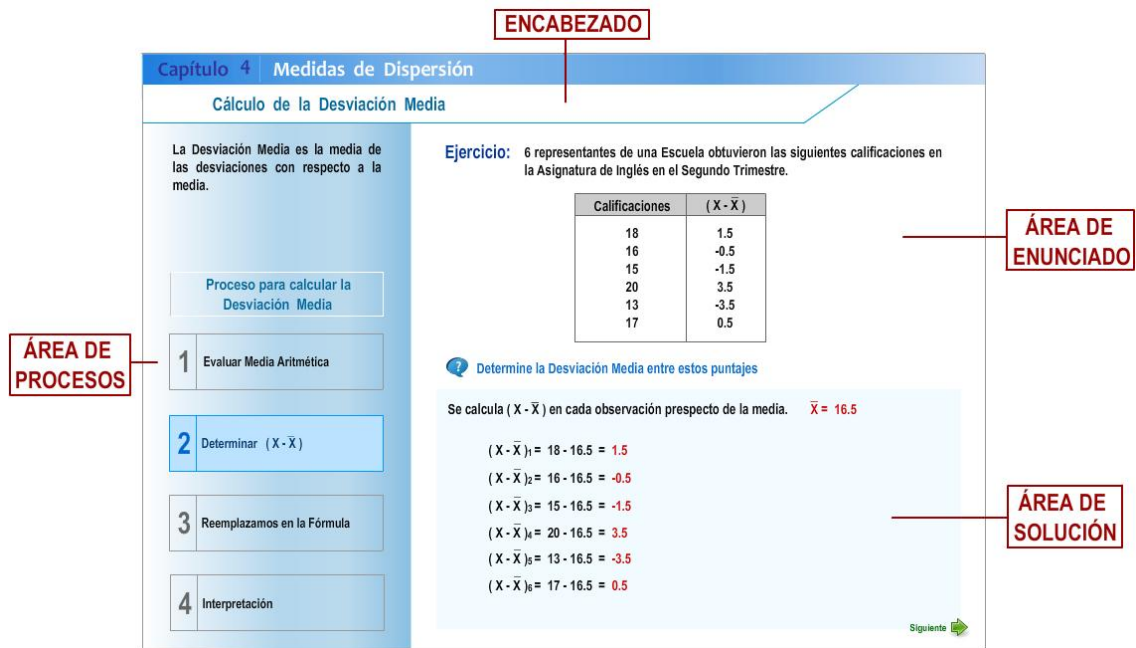 ENCABEZADO
Capítulo 4 Medidas de Dispersión
Cálculo de la Desviación Media
La Desviación Media es la media de
las desviaciones con respecto a la
media.
Proceso para calcular la
Desviación Media
ÁREA DE
PROCESOS
1 Evaluar Media Aritmética
2 Determinar ( X - X̅ )
3 Reemplazamos en la Fórmula
4 Interpretación
Ejercicio: 6 representantes de una Escuela obtuvieron las siguientes calificaciones en
la Asignatura de Inglés en el Segundo Trimestre.
Calificaciones ( X - X̅ )
18 1.5
16 -0.5
15 -1.5
20 3.5
13 -3.5
17 0.5
ÁREA DE
ENUNCIADO
? Determine la Desviación Media entre estos puntajes
Se calcula ( X - X̅ ) en cada observación prespecto de la media. X̅ = 16.5
( X - X̅ )₁ = 18 - 16.5 = 1.5
( X - X̅ )₂ = 16 - 16.5 = -0.5
( X - X̅ )₃ = 15 - 16.5 = -1.5
( X - X̅ )₄ = 20 - 16.5 = 3.5
( X - X̅ )₅ = 13 - 16.5 = -3.5
( X - X̅ )₆ = 17 - 16.5 = 0.5
ÁREA DE
SOLUCIÓN
Siguiente